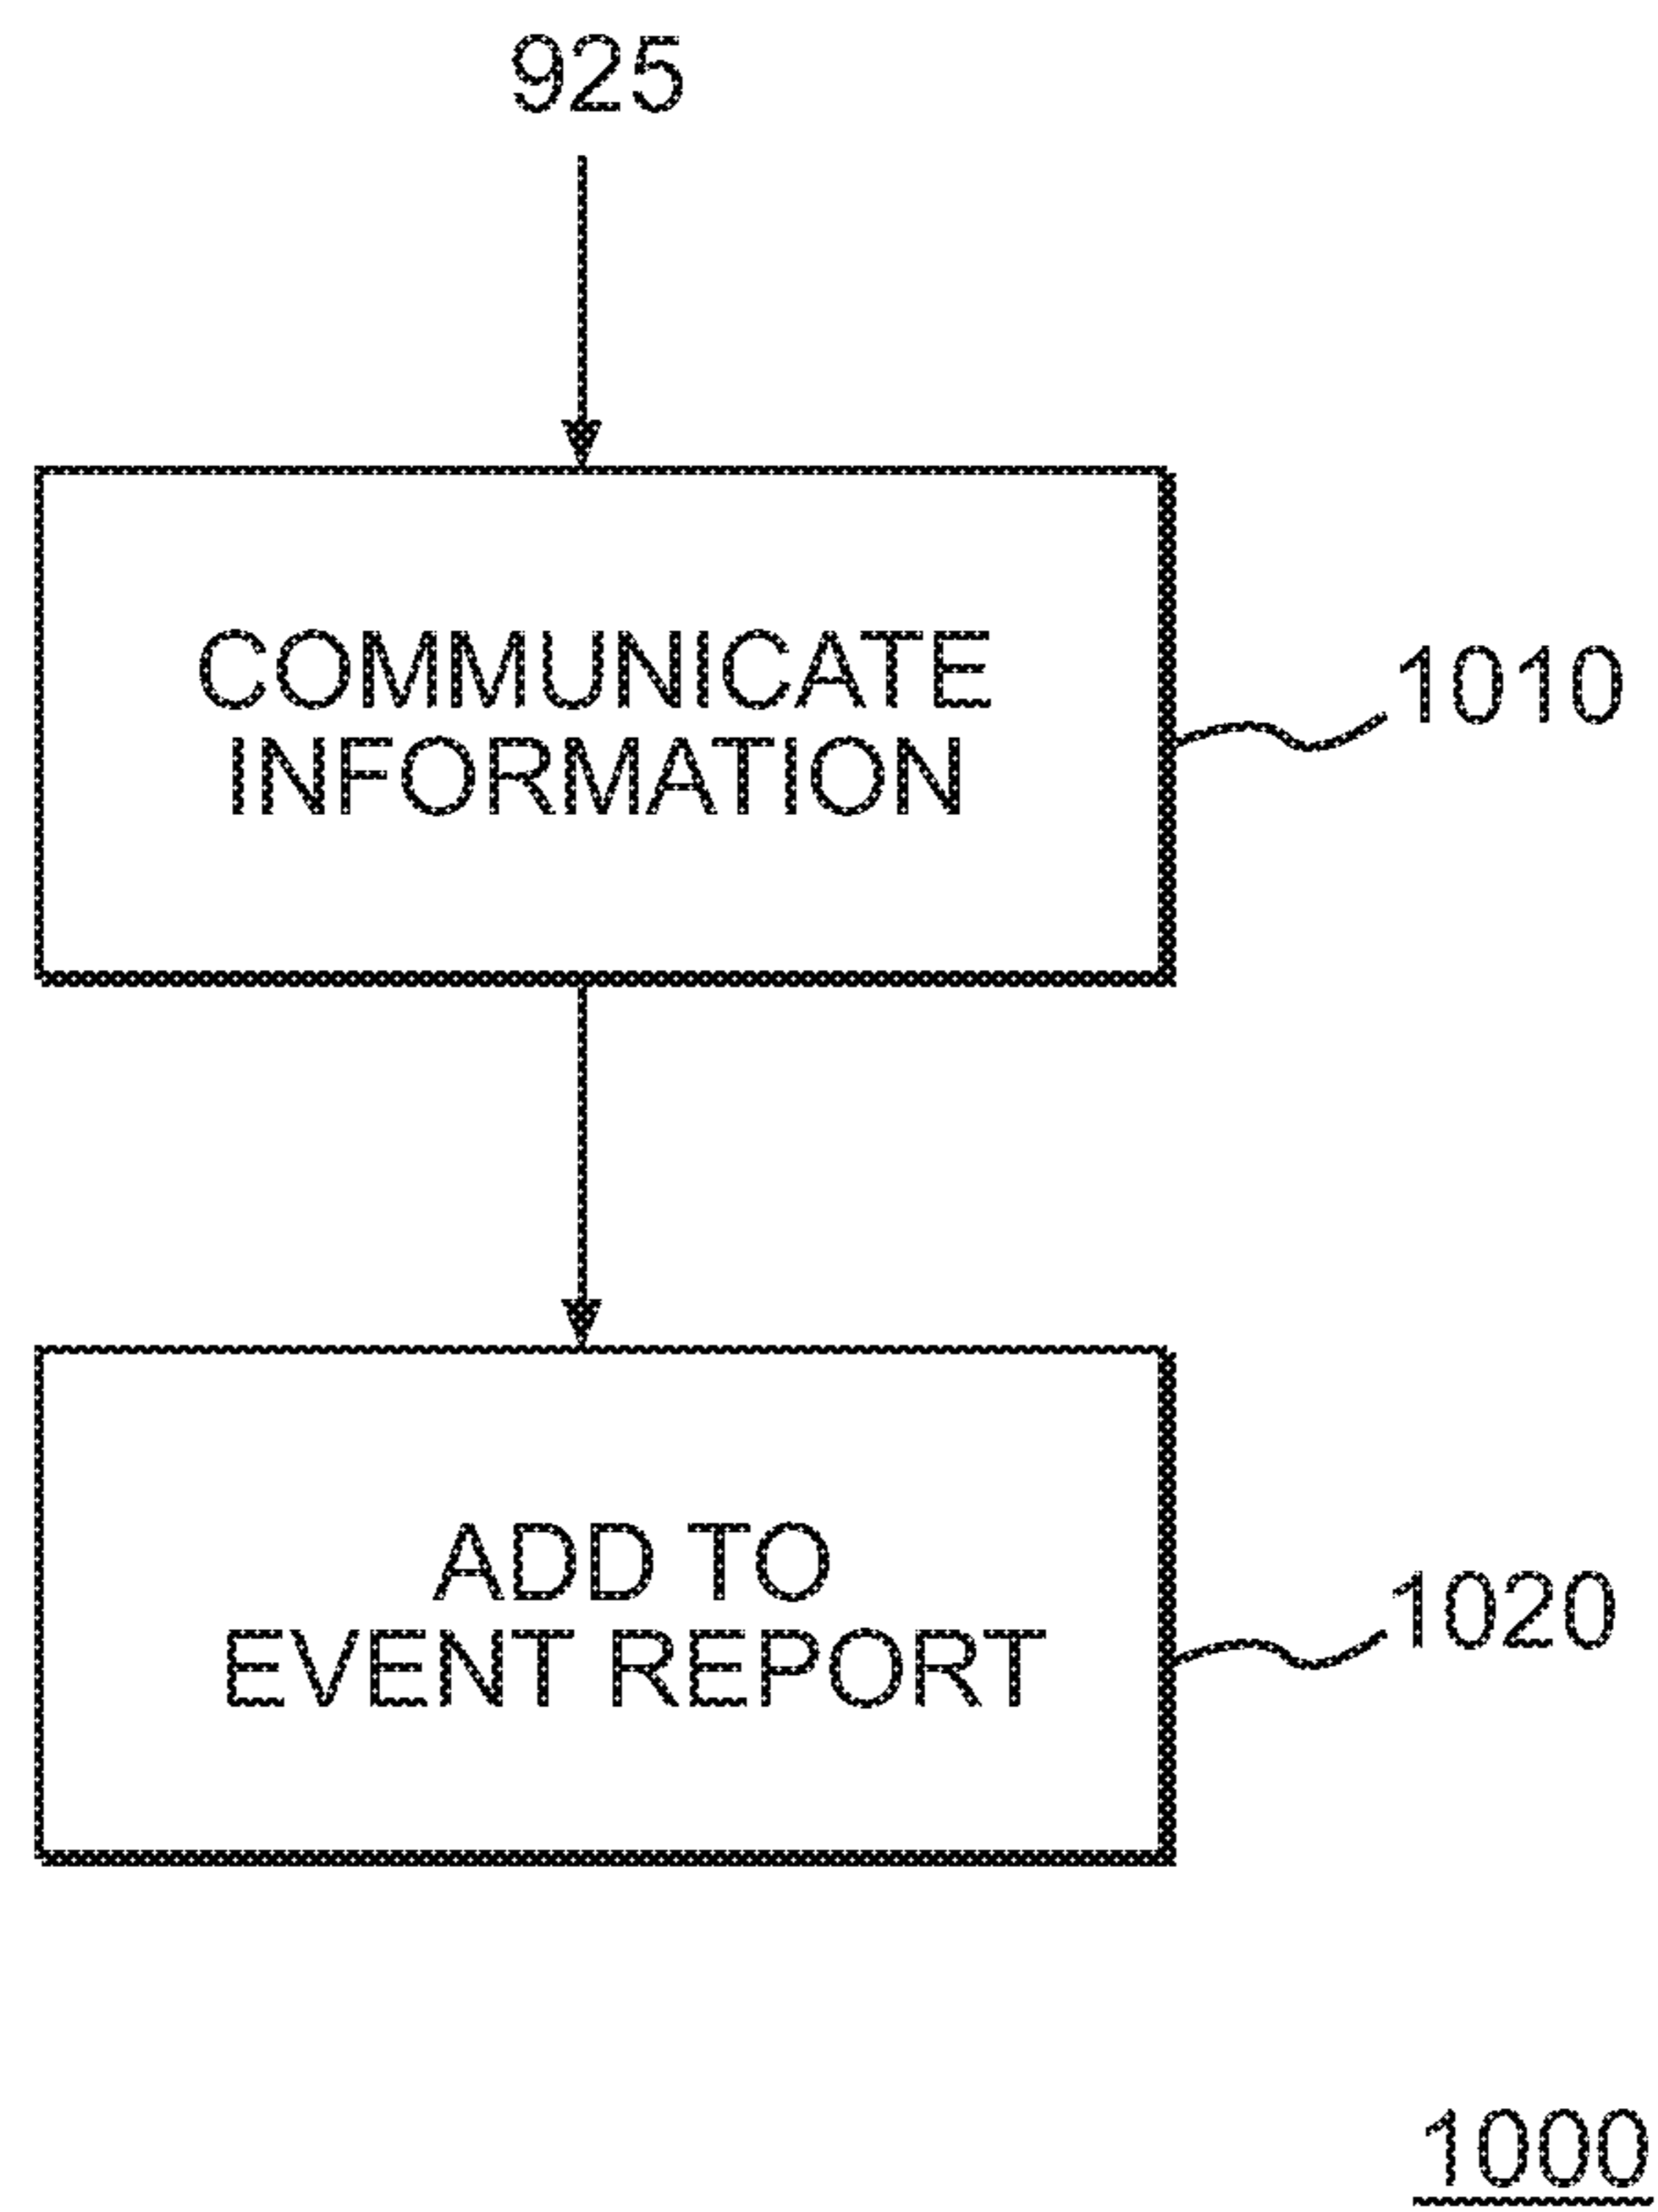 925
COMMUNICATE
INFORMATION
1010
ADD TO
EVENT REPORT
1020
1000